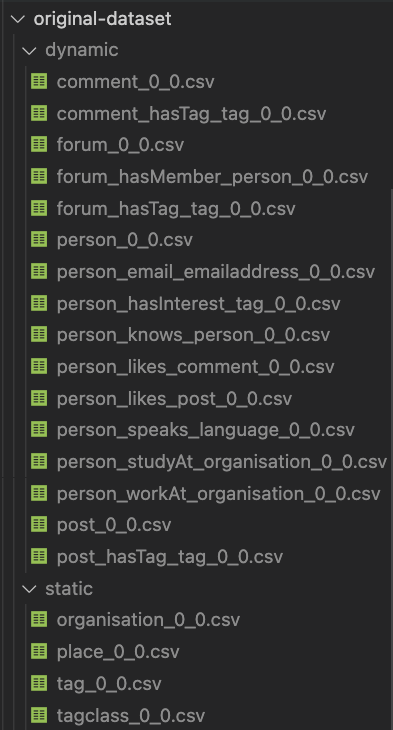 original-dataset
dynamic
comment_0_0.csv
comment_hasTag_tag_0_0.csv
forum_0_0.csv
forum_hasMember_person_0_0.csv
forum_hasTag_tag_0_0.csv
person_0_0.csv
person_email_emailaddress_0_0.csv
person_hasInterest_tag_0_0.csv
person_knows_person_0_0.csv
person_likes_comment_0_0.csv
person_likes_post_0_0.csv
person_speaks_language_0_0.csv
person_studyAt_organisation_0_0.csv
person_workAt_organisation_0_0.csv
post_0_0.csv
post_hasTag_tag_0_0.csv
static
organisation_0_0.csv
place_0_0.csv
tag_0_0.csv
tagclass_0_0.csv